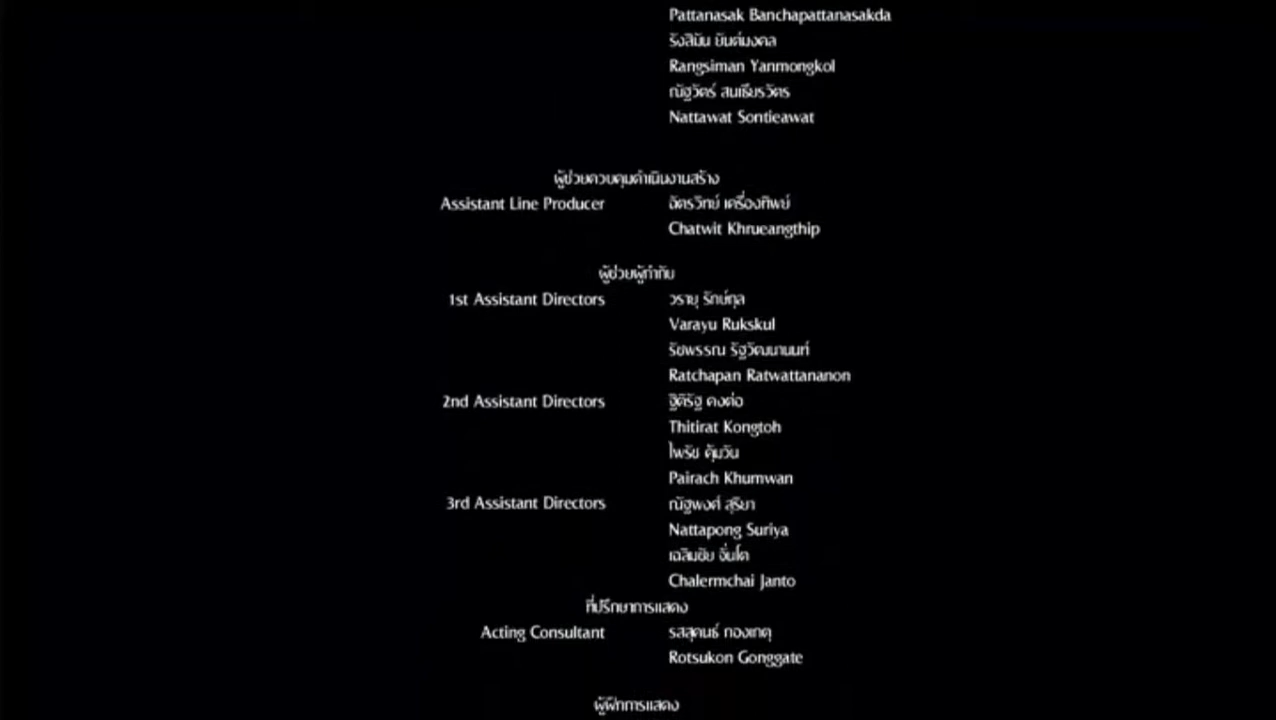 Pattanasak Banchapattanasakda
รังสิมัน ยันต์มงคล
Rangsiman Yanmongkol
ณัฐวัตร์ สนเธียรวัตร
Nattawat Sontieawat
ผู้ช่วยควบคุมดำเนินงานสร้าง
Assistant Line Producer ฉัตรวิทย์ เครื่องทิพย์
Chatwit Khrueangthip
ผู้ช่วยผู้กำกับ
1st Assistant Directors วรายุ รักษ์กุล
Varayu Rukskul
รัชพรรณ รัฐวัฒนานนท์
Ratchapan Ratwattananon
2nd Assistant Directors ฐิติรัฐ คงต่อ
Thitirat Kongtoh
ไพรัช คุ้มวัน
Pairach Khumwan
3rd Assistant Directors ณัฐพงศ์ สุริยา
Nattapong Suriya
เฉลิมชัย จั่นโต
Chalermchai Janto
ที่ปรึกษาการแสดง
Acting Consultant รสสุคนธ์ กองเกตุ
Rotsukon Gonggate
ผู้ฝึกการแสดง